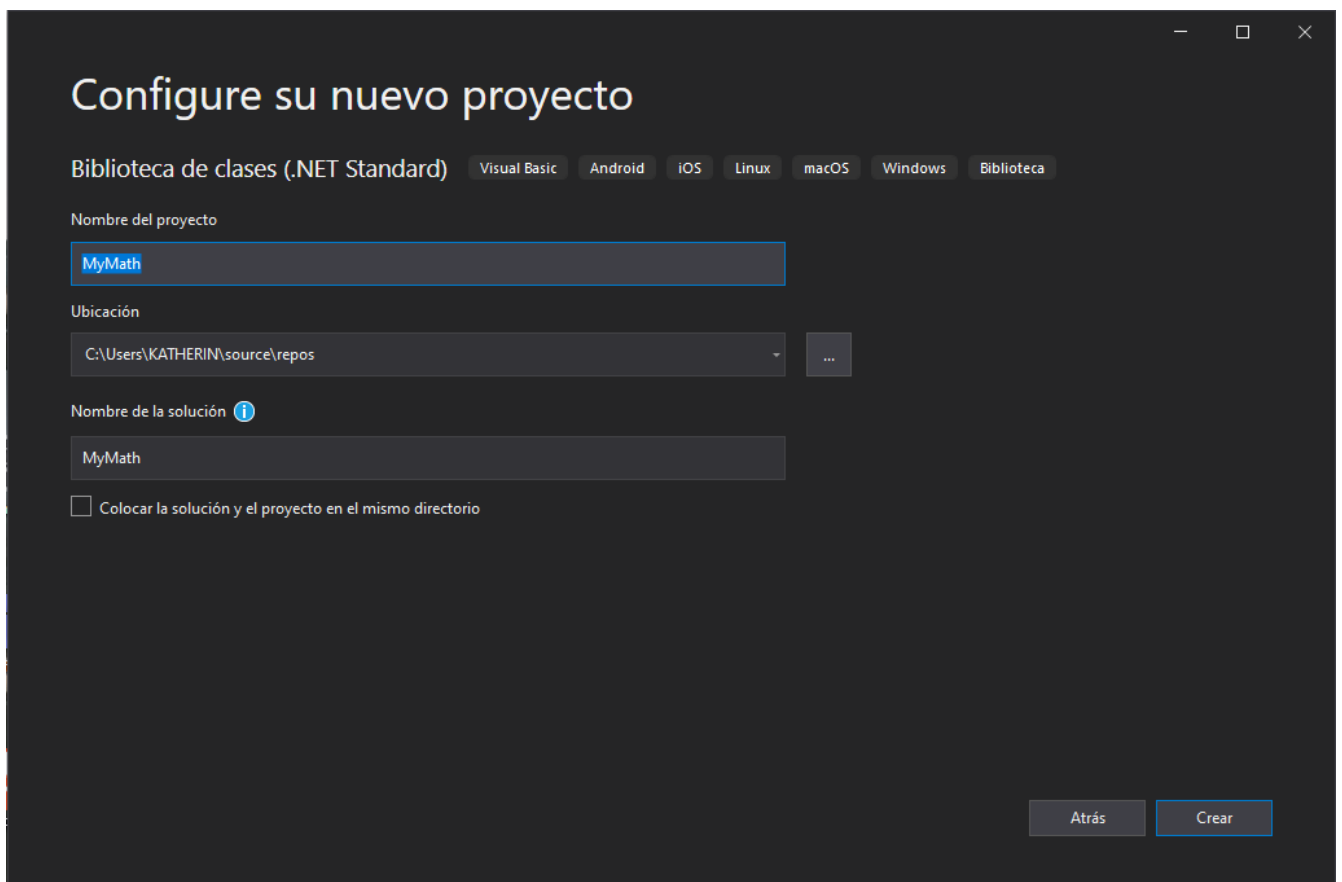 Configure su nuevo proyecto
Biblioteca de clases (.NET Standard) Visual Basic Android iOS Linux macOS Windows Biblioteca
Nombre del proyecto
MyMath
Ubicación
C:\Users\KATHERIN\source\repos
...
Nombre de la solución
MyMath
Colocar la solución y el proyecto en el mismo directorio
Atrás Crear